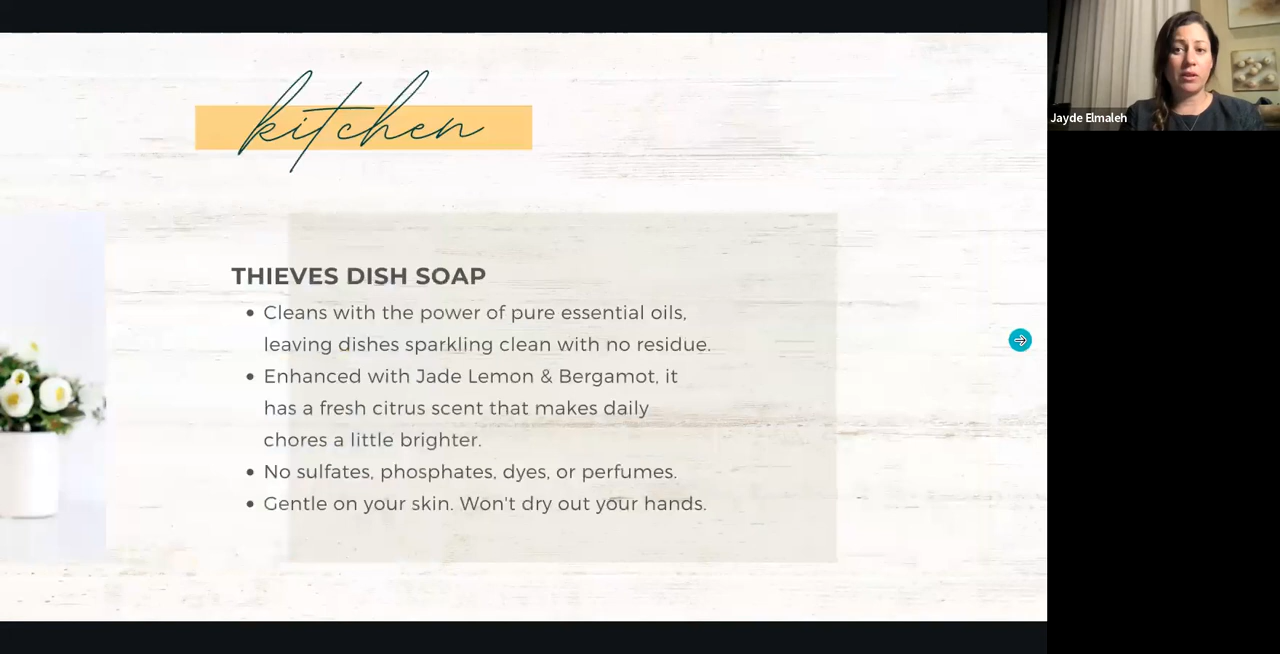 kitchen
Jayde Elmaleh
THIEVES DISH SOAP
• Cleans with the power of pure essential oils,
leaving dishes sparkling clean with no residue.
• Enhanced with Jade Lemon & Bergamot, it
has a fresh citrus scent that makes daily
chores a little brighter.
• No sulfates, phosphates, dyes, or perfumes.
• Gentle on your skin. Won't dry out your hands.